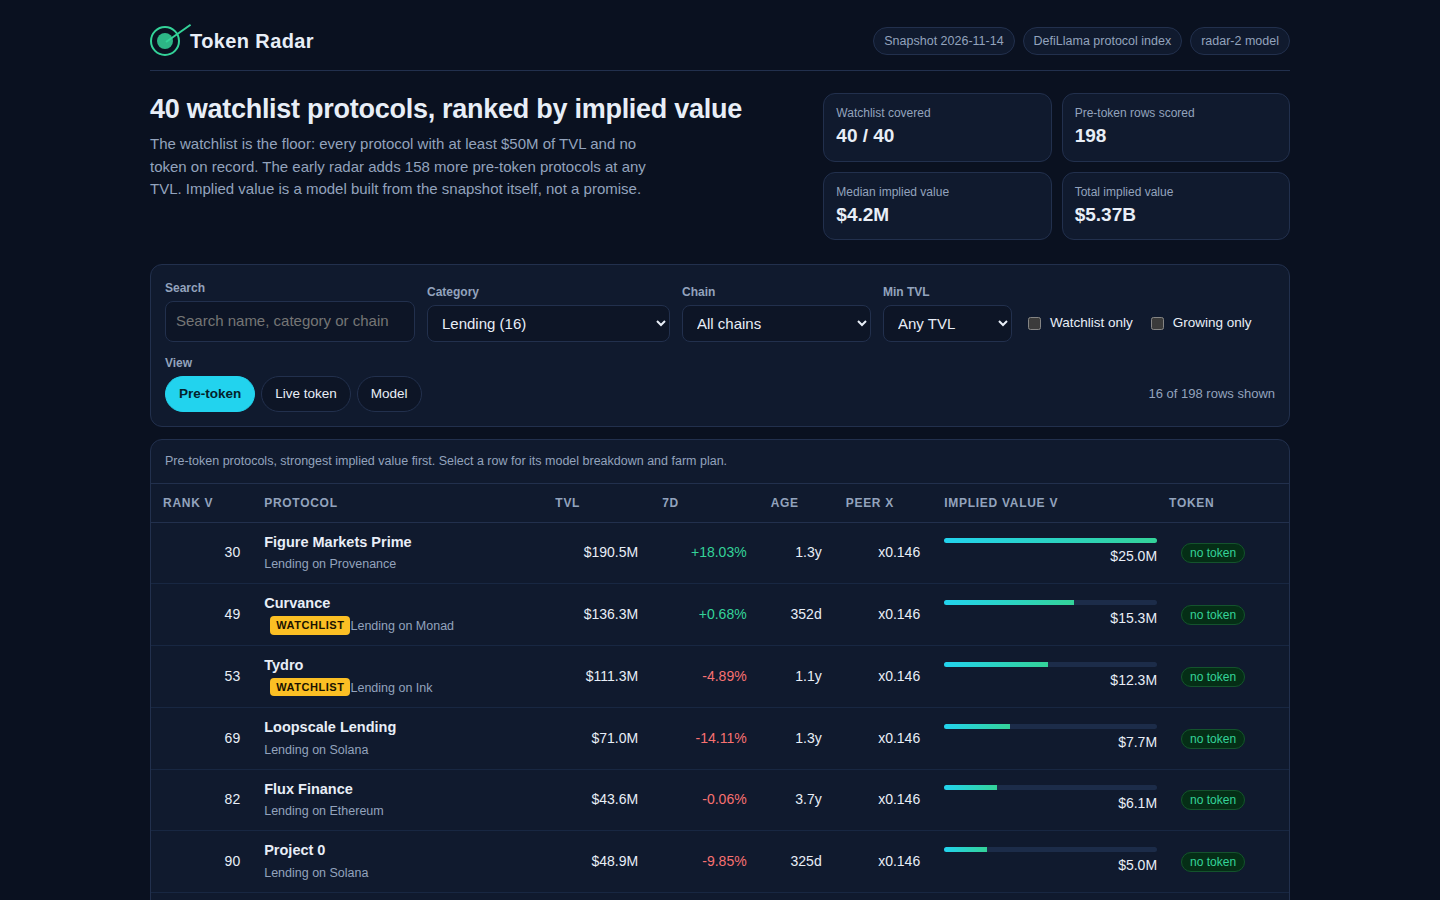 Token Radar
Snapshot 2026-11-14
DefiLlama protocol index
radar-2 model
40 watchlist protocols, ranked by implied value
The watchlist is the floor: every protocol with at least $50M of TVL and no
token on record. The early radar adds 158 more pre-token protocols at any
TVL. Implied value is a model built from the snapshot itself, not a promise.
Watchlist covered
40 / 40
Pre-token rows scored
198
Median implied value
$4.2M
Total implied value
$5.37B
Search
Search name, category or chain
Category
Lending (16)
Chain
All chains
Min TVL
Any TVL
Watchlist only
Growing only
View
Pre-token
Live token
Model
16 of 198 rows shown
Pre-token protocols, strongest implied value first. Select a row for its model breakdown and farm plan.
RANK V PROTOCOL TVL 7D AGE PEER X IMPLIED VALUE V TOKEN
30 Figure Markets Prime $190.5M +18.03% 1.3y x0.146 $25.0M no token
Lending on Provenance
49 Curvance $136.3M +0.68% 352d x0.146 $15.3M no token
WATCHLIST Lending on Monad
53 Tydro $111.3M -4.89% 1.1y x0.146 $12.3M no token
WATCHLIST Lending on Ink
69 Loopscale Lending $71.0M -14.11% 1.3y x0.146 $7.7M no token
Lending on Solana
82 Flux Finance $43.6M -0.06% 3.7y x0.146 $6.1M no token
Lending on Ethereum
90 Project 0 $48.9M -9.85% 325d x0.146 $5.0M no token
Lending on Solana